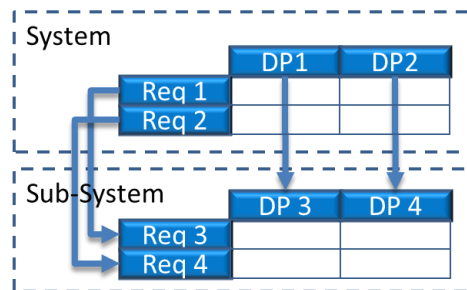 System
DP1 DP2
Req 1
Req 2
Sub-System
DP 3 DP 4
Req 3
Req 4